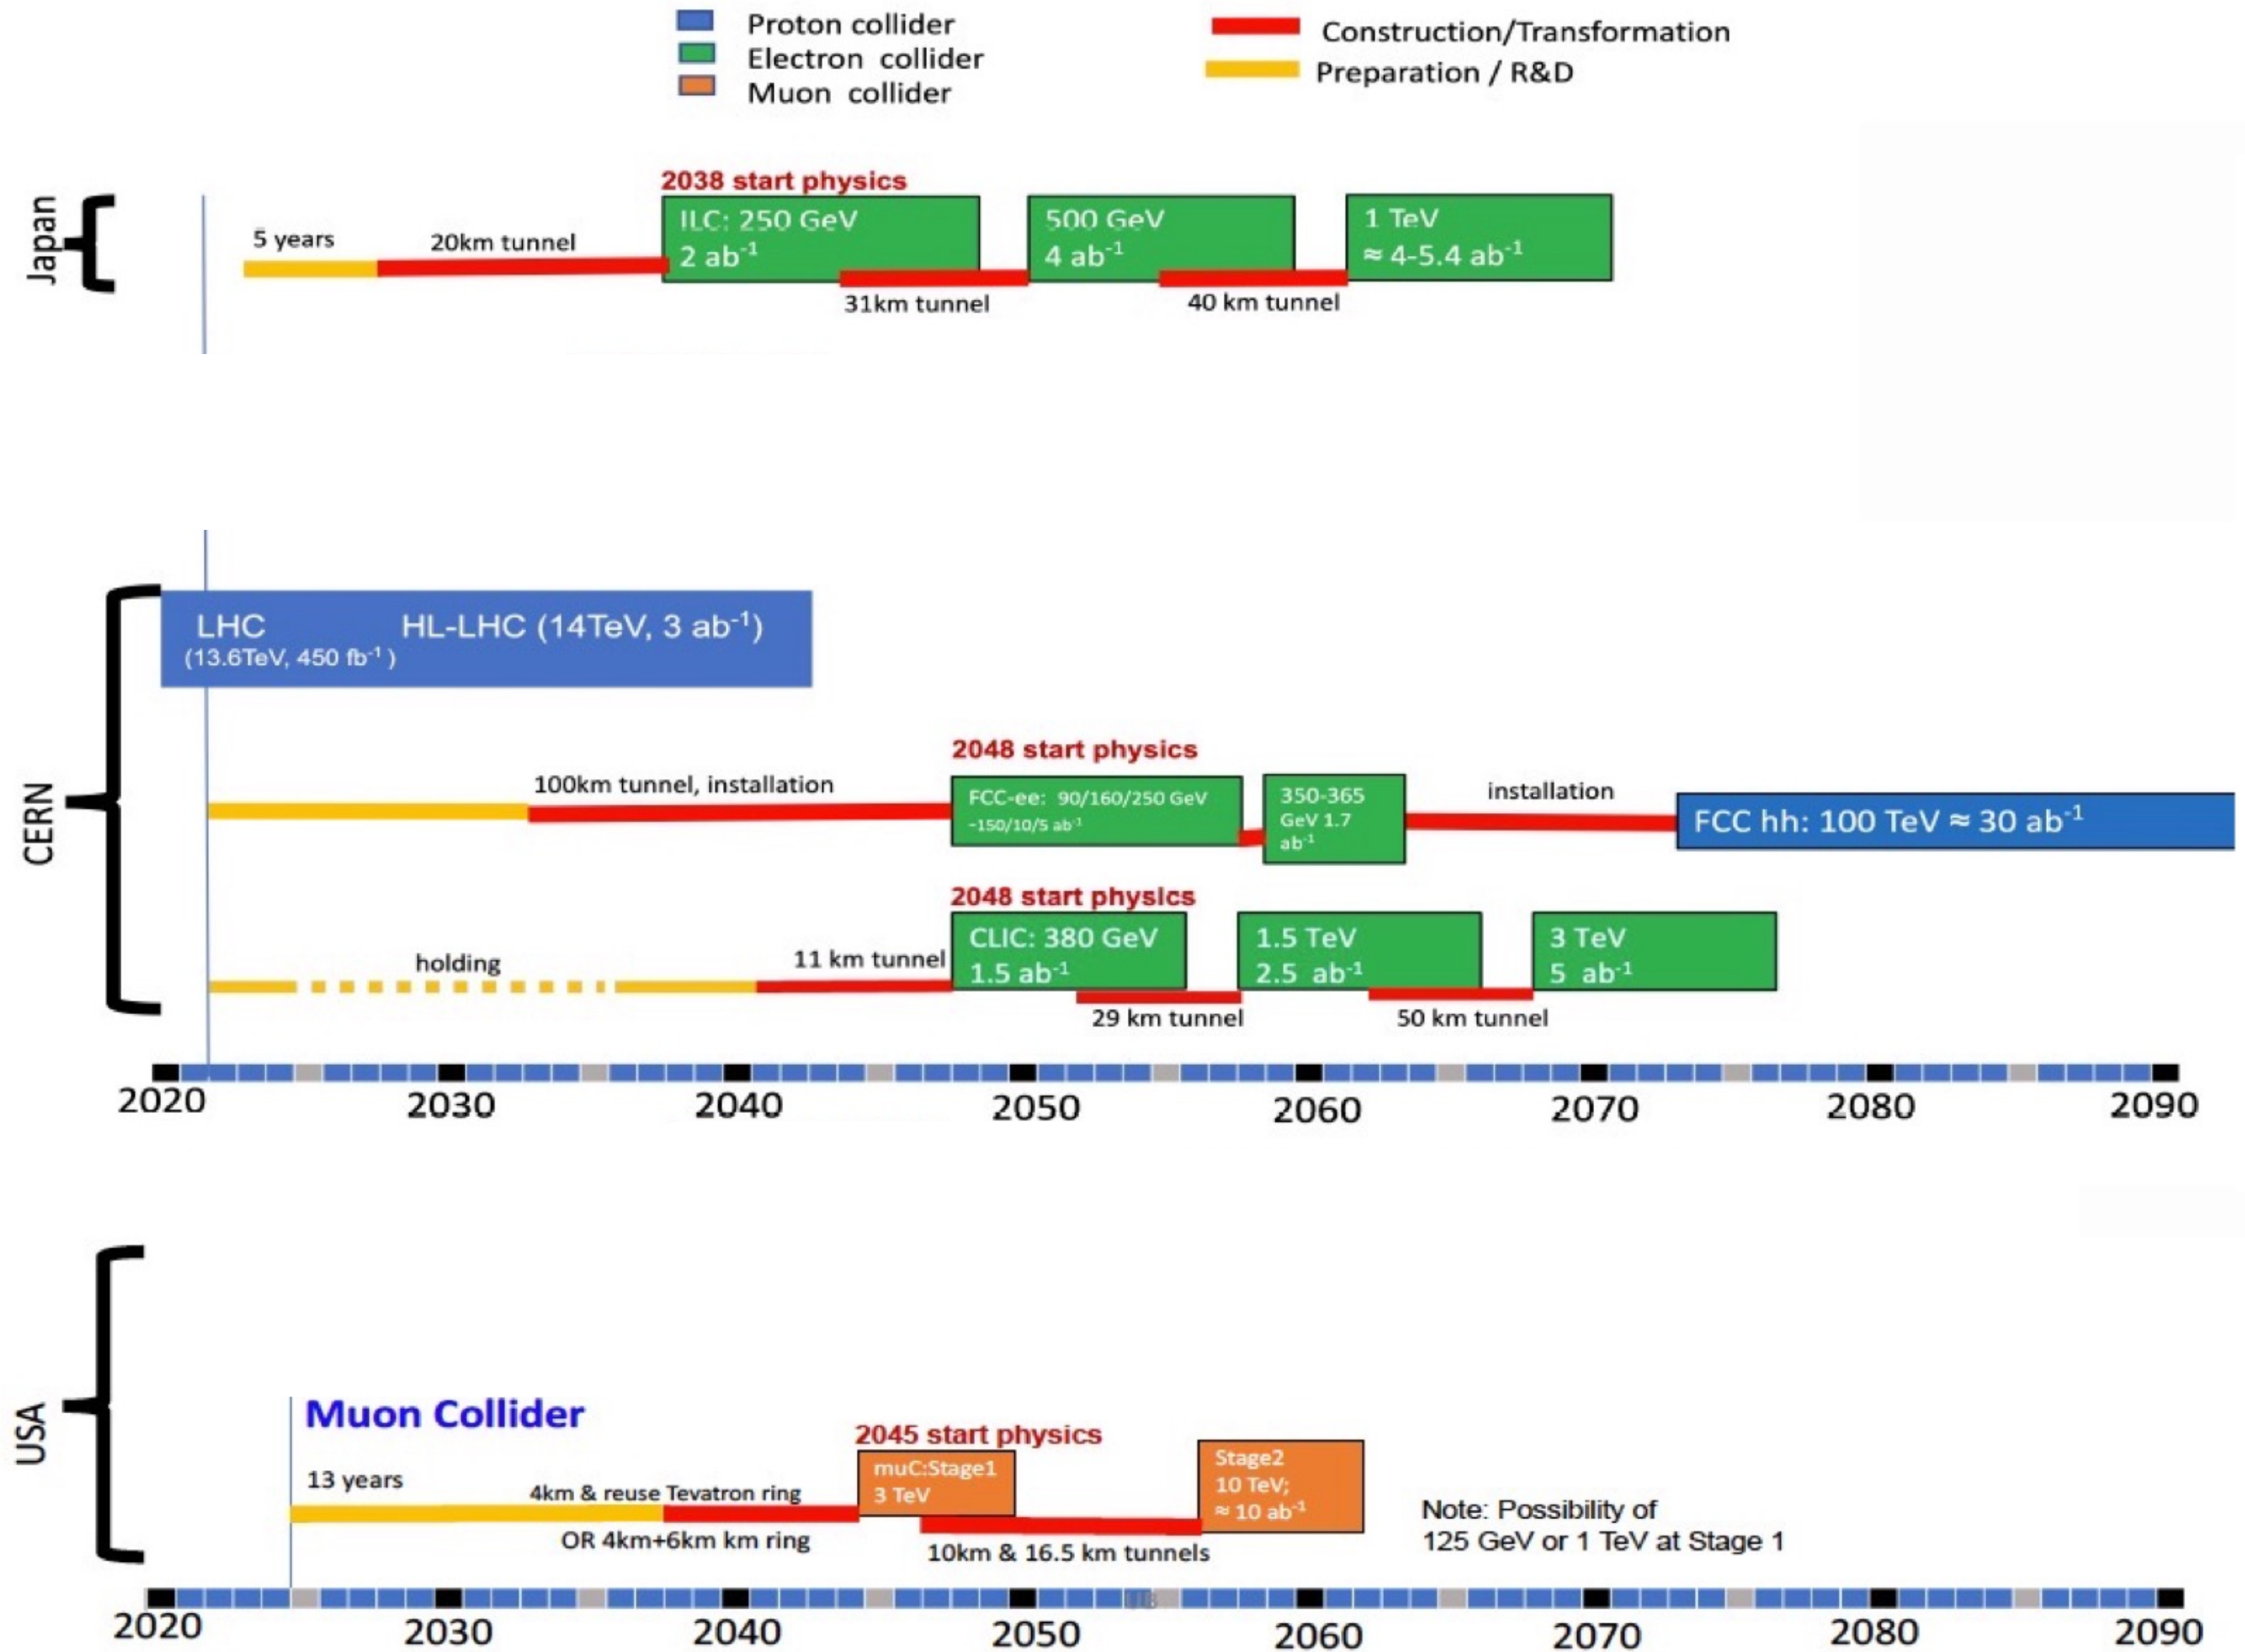 Proton collider
Electron collider
Muon collider
Construction/Transformation
Preparation / R&D
Japan
2038 start physics
5 years
20km tunnel
ILC: 250 GeV
2 ab⁻¹
31km tunnel
500 GeV
4 ab⁻¹
40 km tunnel
1 TeV
≈ 4-5.4 ab⁻¹
CERN
LHC
(13.6TeV, 450 fb⁻¹ )
HL-LHC (14TeV, 3 ab⁻¹)
2048 start physics
100km tunnel, installation
FCC-ee: 90/160/250 GeV
~150/10/5 ab⁻¹
350-365
GeV 1.7
ab⁻¹
installation
FCC hh: 100 TeV ≈ 30 ab⁻¹
2048 start physics
holding
11 km tunnel
CLIC: 380 GeV
1.5 ab⁻¹
29 km tunnel
1.5 TeV
2.5 ab⁻¹
50 km tunnel
3 TeV
5 ab⁻¹
2020 2030 2040 2050 2060 2070 2080 2090
USA
Muon Collider
2045 start physics
13 years
4km & reuse Tevatron ring
OR 4km+6km km ring
muC:Stage1
3 TeV
10km & 16.5 km tunnels
Stage2
10 TeV;
≈ 10 ab⁻¹
Note: Possibility of
125 GeV or 1 TeV at Stage 1
2020 2030 2040 2050 2060 2070 2080 2090